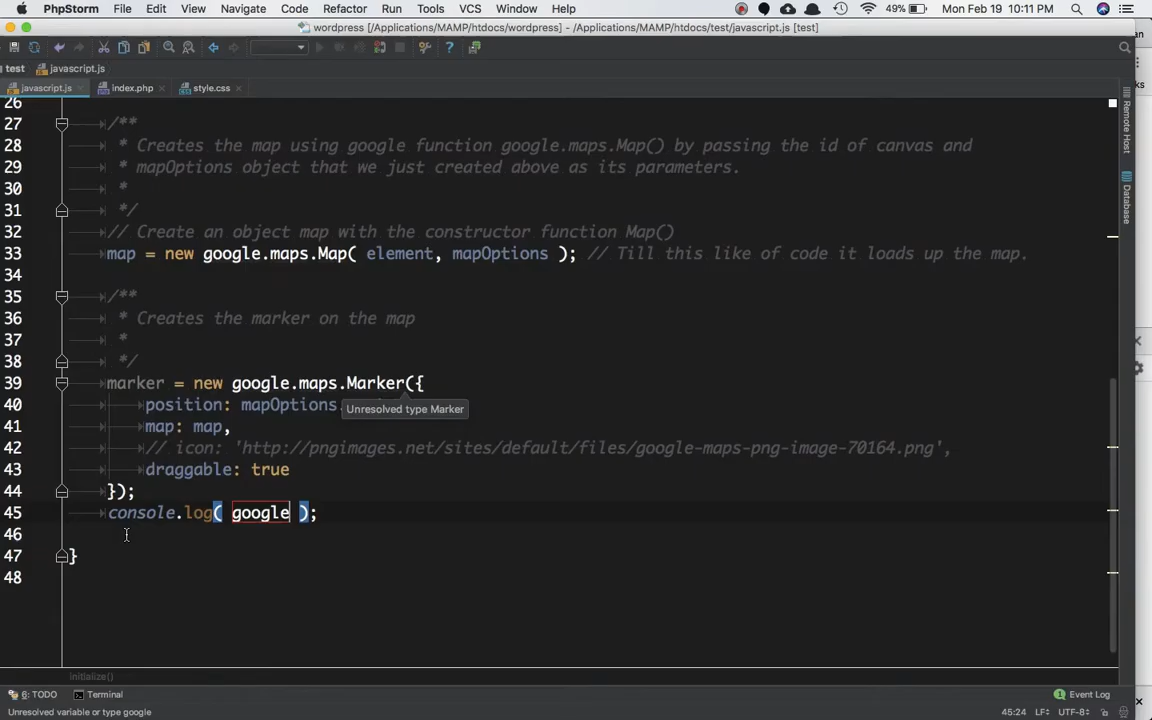 PhpStorm File Edit View Navigate Code Refactor Run Tools VCS Window Help 49% Mon Feb 19 10:11 PM
wordpress [/Applications/MAMP/htdocs/wordpress] - /Applications/MAMP/htdocs/test/javascript.js [test]
test javascript.js
javascript.js index.php style.css
26
27 /**
28 * Creates the map using google function google.maps.Map() by passing the id of canvas and
29 * mapOptions object that we just created above as its parameters.
30 *
31 */
32 // Create an object map with the constructor function Map()
33 map = new google.maps.Map( element, mapOptions ); // Till this like of code it loads up the map.
34
35 /**
36 * Creates the marker on the map
37 *
38 */
39 marker = new google.maps.Marker({
40 position: mapOptions.
Unresolved type Marker
41 map: map,
42 // icon: 'http://pngimages.net/sites/default/files/google-maps-png-image-70164.png',
43 draggable: true
44 });
45 console.log( google );
46
47 }
48
initialize()
6: TODO Terminal 1 Event Log
Unresolved variable or type google 45:24 LF÷ UTF-8÷
Remote Host
Database